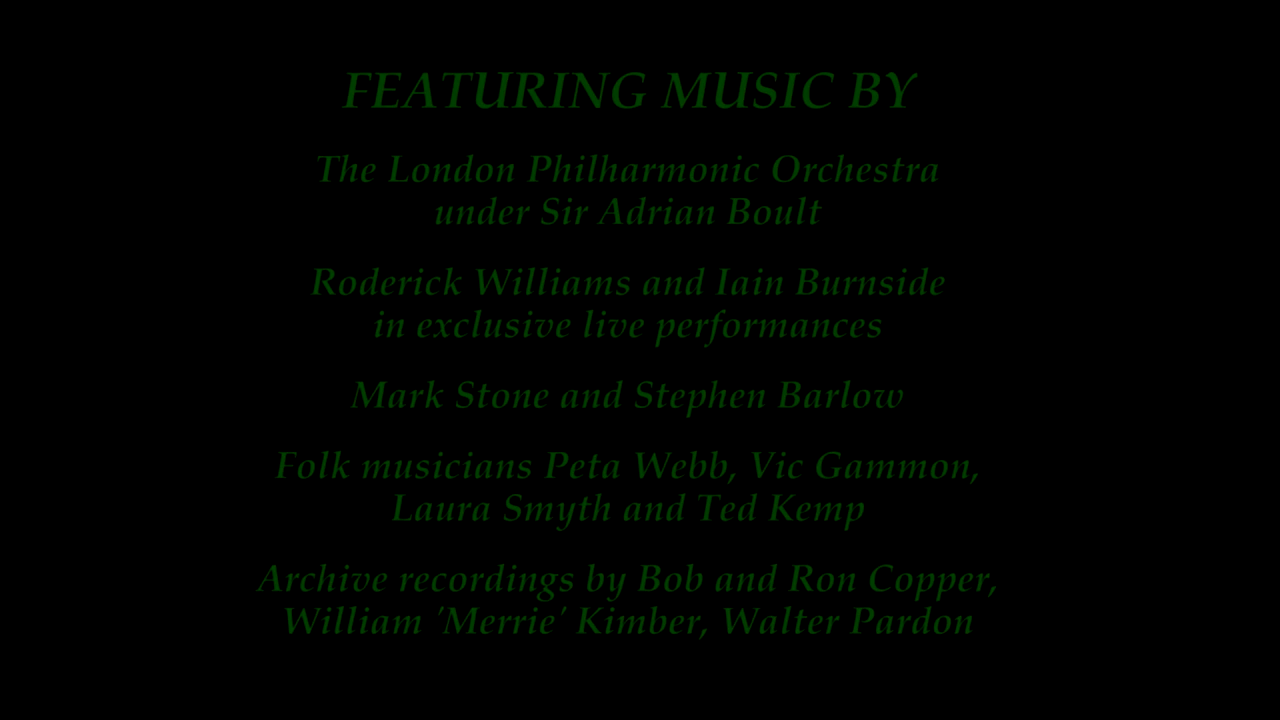 FEATURING MUSIC BY
The London Philharmonic Orchestra
under Sir Adrian Boult
Roderick Williams and Iain Burnside
in exclusive live performances
Mark Stone and Stephen Barlow
Folk musicians Peta Webb, Vic Gammon,
Laura Smyth and Ted Kemp
Archive recordings by Bob and Ron Copper,
William 'Merrie' Kimber, Walter Pardon